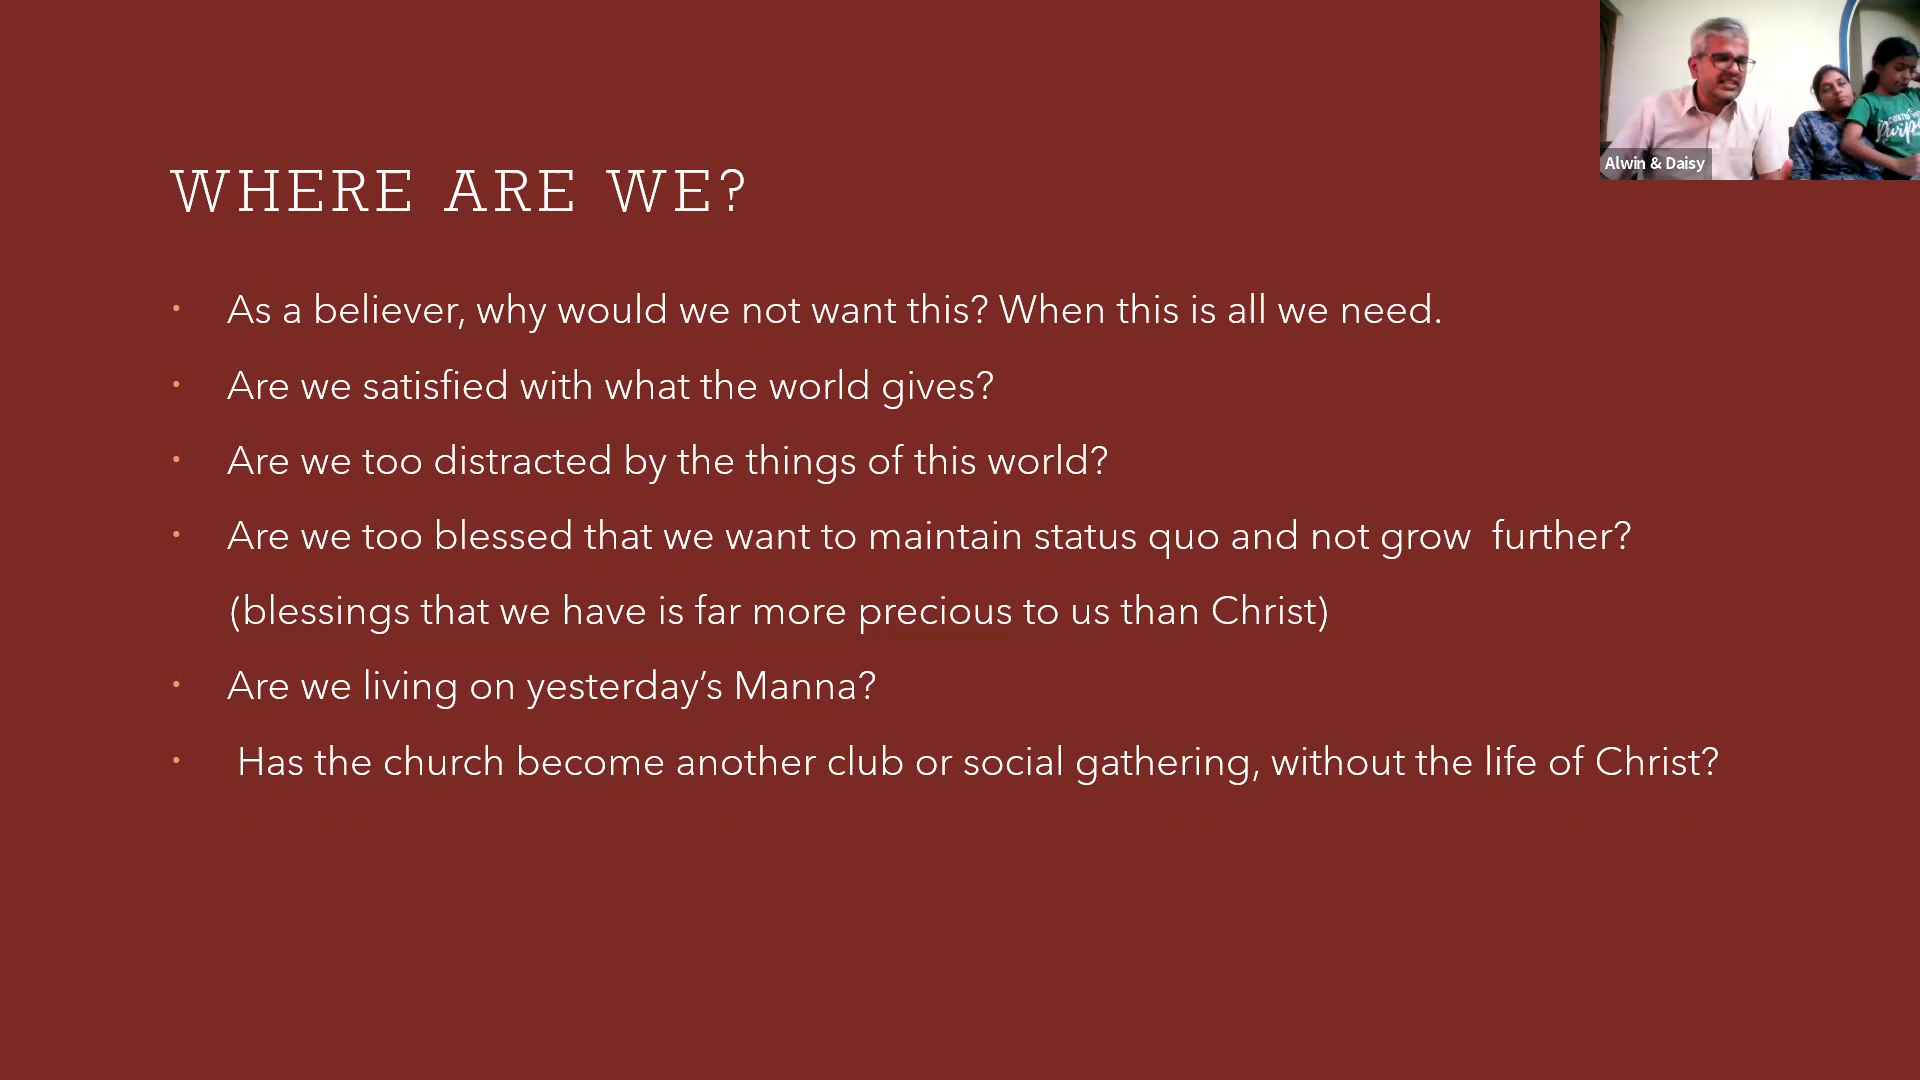 WHERE ARE WE?
• As a believer, why would we not want this? When this is all we need.
• Are we satisfied with what the world gives?
• Are we too distracted by the things of this world?
• Are we too blessed that we want to maintain status quo and not grow  further?
(blessings that we have is far more precious to us than Christ)
• Are we living on yesterday’s Manna?
• Has the church become another club or social gathering, without the life of Christ?
Alwin & Daisy